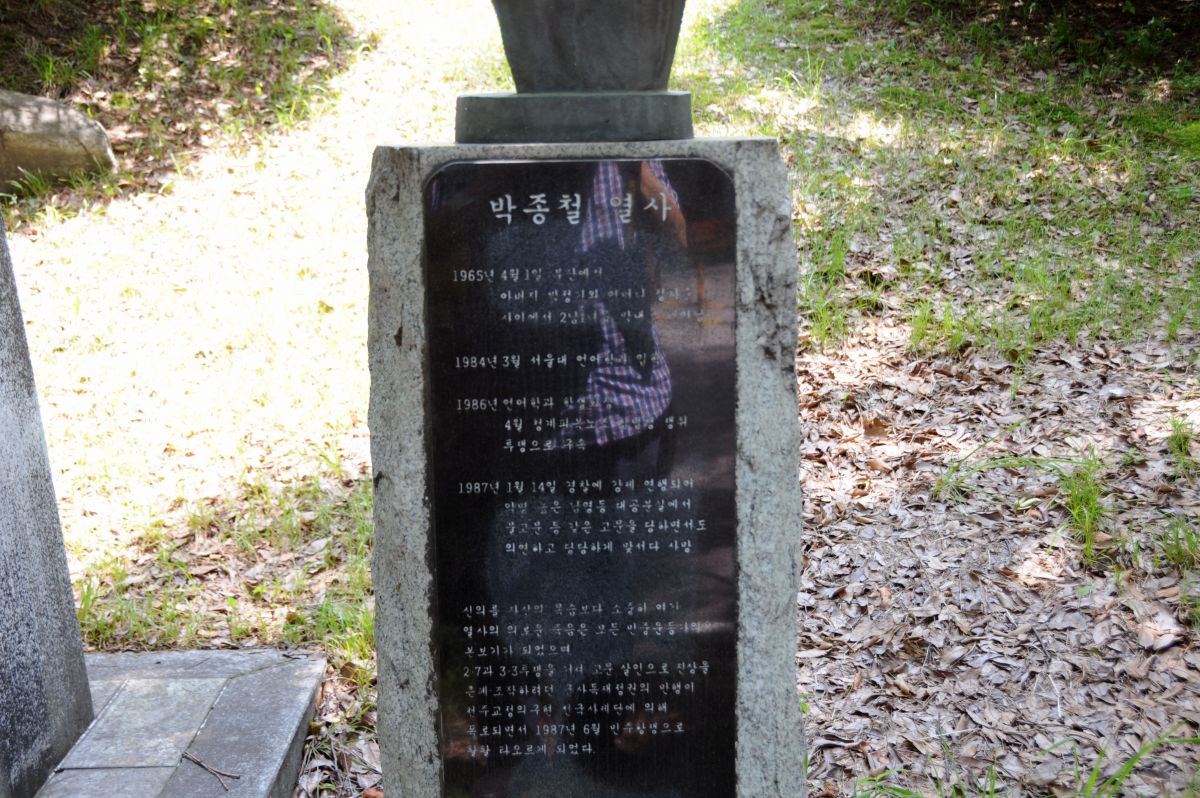 박종철 열사
1965년 4월 1일 부산에서
아버지 박정기와 어머니
사이에서 2남1녀 막내
1984년 3월 서울대 언어학과 입학
1986년 언어학과 학생회장
4월 청계피복노조 합법화 행위
투쟁으로 구속
1987년 1월 14일 경찰에 강제 연행되어
악명 높은 남영동 대공분실에서
물고문 등 갖은 고문을 당하면서도
의연하고 당당하게 맞서다 사망
신의를 자신의 목숨보다 소중히 여기
열사의 의로운 죽음은 모든 민중운동가의
본보기가 되었으며
2·7과 3·3투쟁을 거쳐 고문 살인으로 진상을
은폐·조작하려던 군사독재정권의 만행이
천주교정의구현 전국사제단에 의해
폭로되면서 1987년 6월 민주항쟁으로
활활 타오르게 되었다.